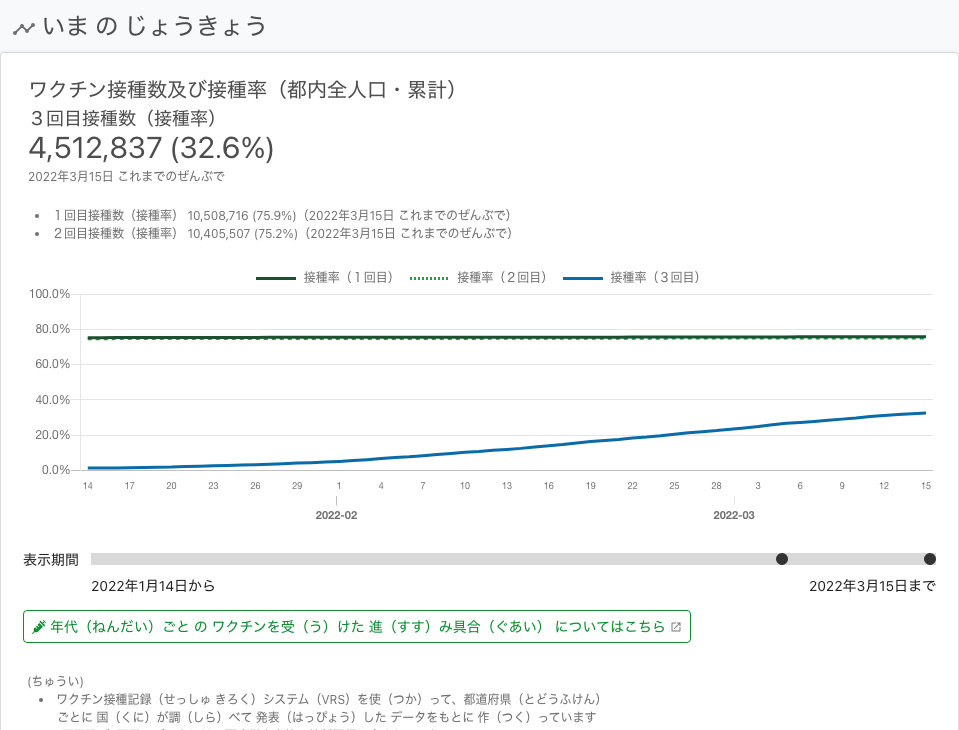 いま の じょうきょう
ワクチン接種数及び接種率（都内全人口・累計）
３回目接種数（接種率）
4,512,837 (32.6%)
2022年3月15日 これまでのぜんぶで
• １回目接種数（接種率） 10,508,716 (75.9%)（2022年3月15日 これまでのぜんぶで）
• ２回目接種数（接種率） 10,405,507 (75.2%)（2022年3月15日 これまでのぜんぶで）
接種率（１回目） 接種率（２回目） 接種率（３回目）
100.0%
80.0%
60.0%
40.0%
20.0%
0.0%
14 17 20 23 26 29 1 4 7 10 13 16 19 22 25 28 3 6 9 12 15
2022-02 2022-03
表示期間
2022年1月14日から 2022年3月15日まで
年代（ねんだい）ごと の ワクチンを受（う）けた 進（すす）み具合（ぐあい） についてはこちら
(ちゅうい)
• ワクチン接種記録（せっしゅ きろく）システム（VRS）を使（つか）って、都道府県（とどうふけん）
ごとに 国（くに）が調（しら）べて 発表（はっぴょう）した データをもとに 作（つく）っています